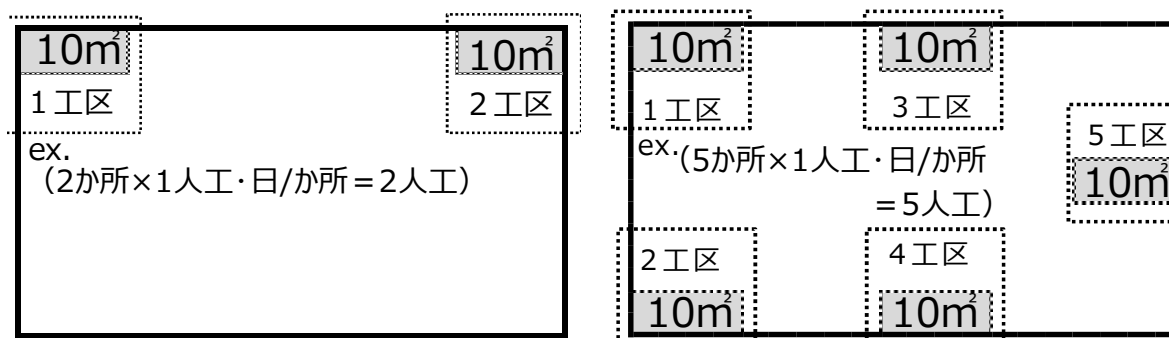 10㎡
1工区
10㎡
2工区
ex.
（2か所×1人工･日/か所＝2人工）
10㎡
1工区
10㎡
3工区
5工区
10㎡
ex.(5か所×1人工･日/か所
＝5人工）
2工区
10㎡
4工区
10㎡